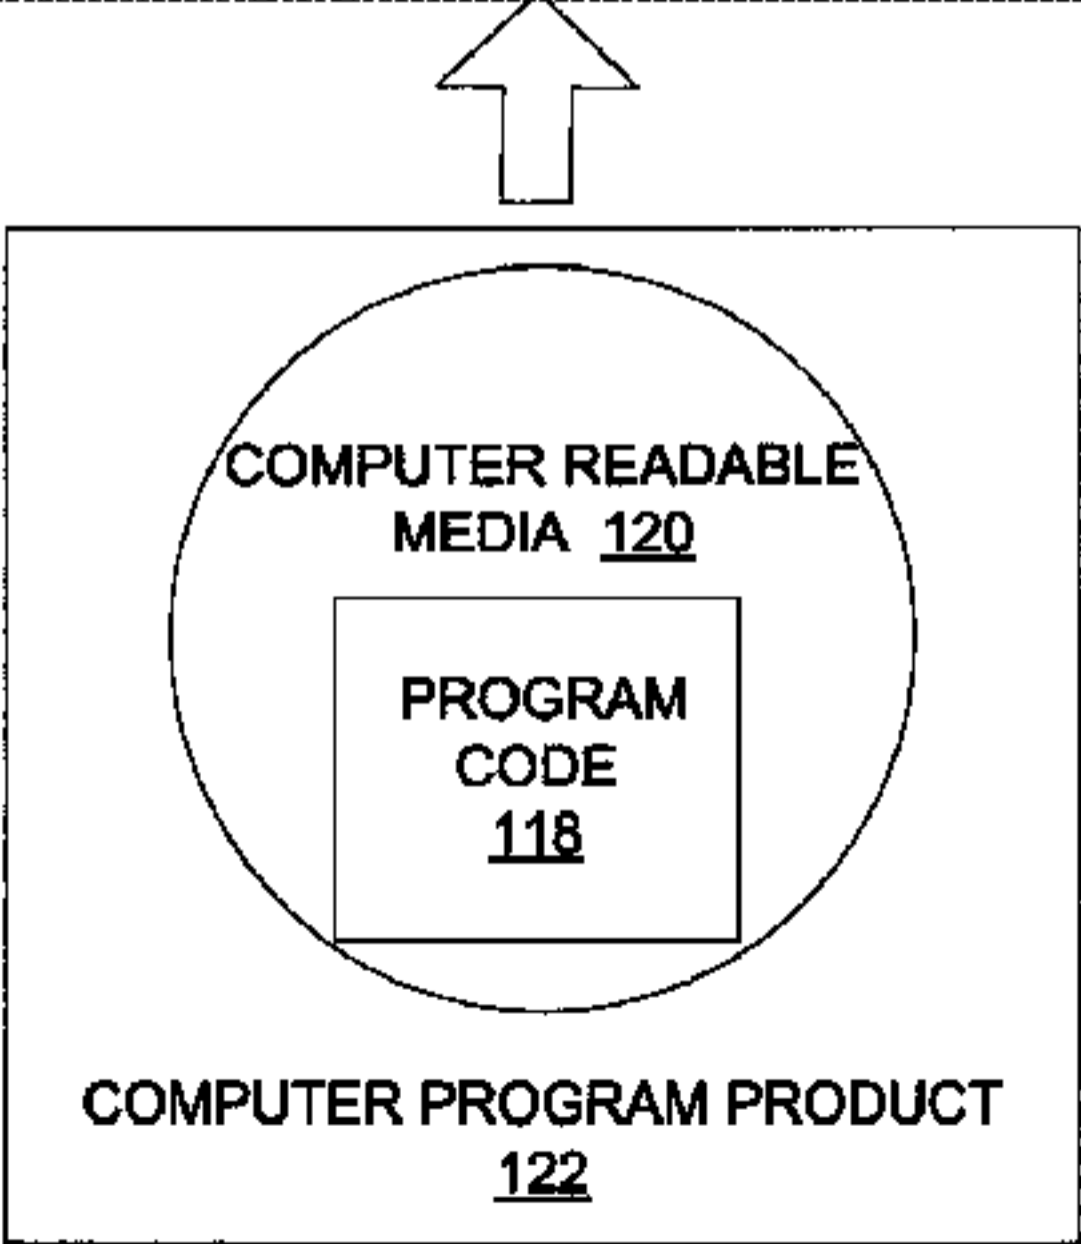 COMPUTER READABLE
MEDIA 120
PROGRAM
CODE
118
COMPUTER PROGRAM PRODUCT
122